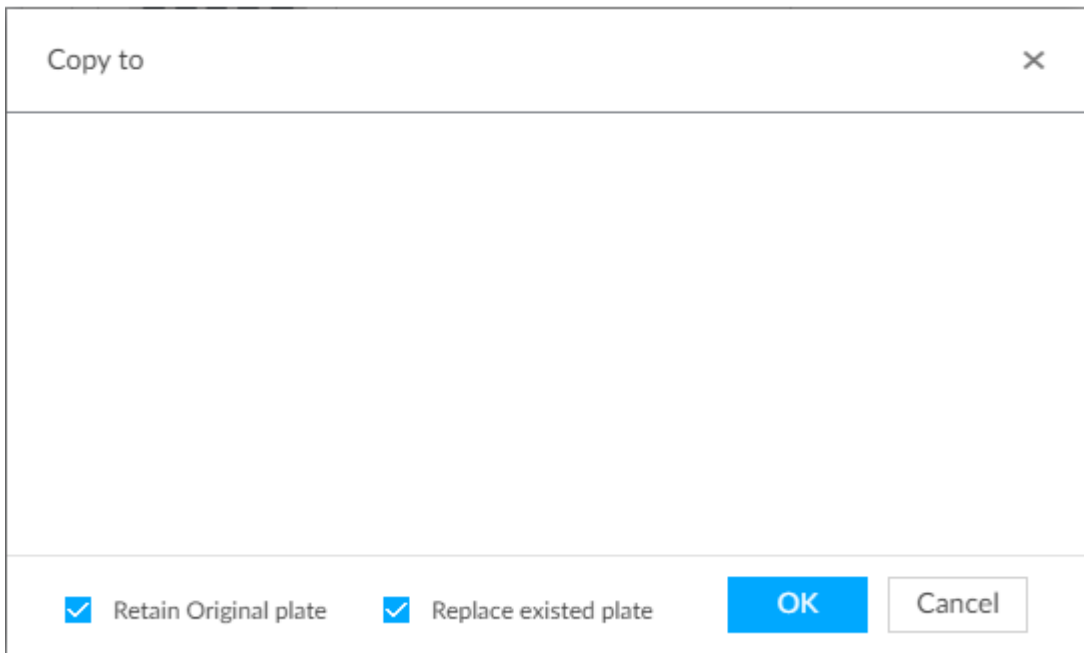 Copy to
Retain Original plate
Replace existed plate
OK
Cancel